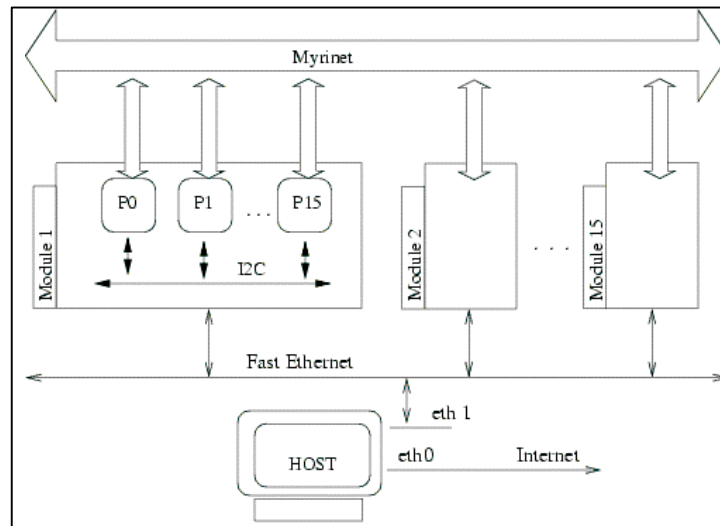 Myrinet
P0
P1
. . .
P15
I2C
Module 1
Module 2
. . . .
Module 15
Fast Ethernet
eth 1
HOST
eth0
Internet